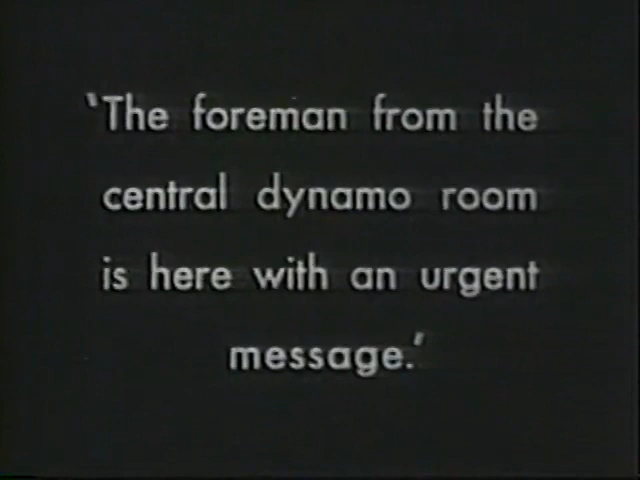 ‘The foreman from the
central dynamo room
is here with an urgent
message.’